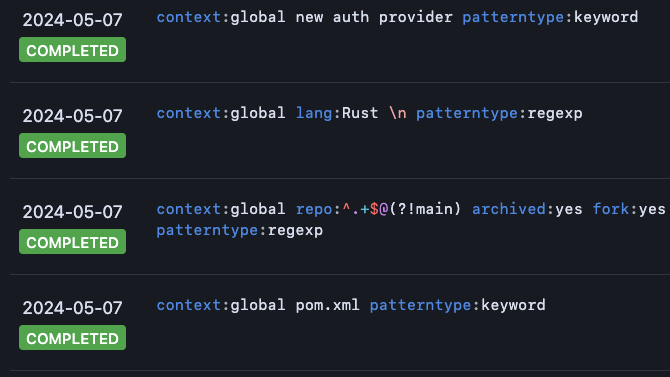 2024-05-07
COMPLETED
context:global new auth provider patterntype:keyword
2024-05-07
COMPLETED
context:global lang:Rust \n patterntype:regexp
2024-05-07
COMPLETED
context:global repo:^.+$@(?!main) archived:yes fork:yes
patterntype:regexp
2024-05-07
COMPLETED
context:global pom.xml patterntype:keyword